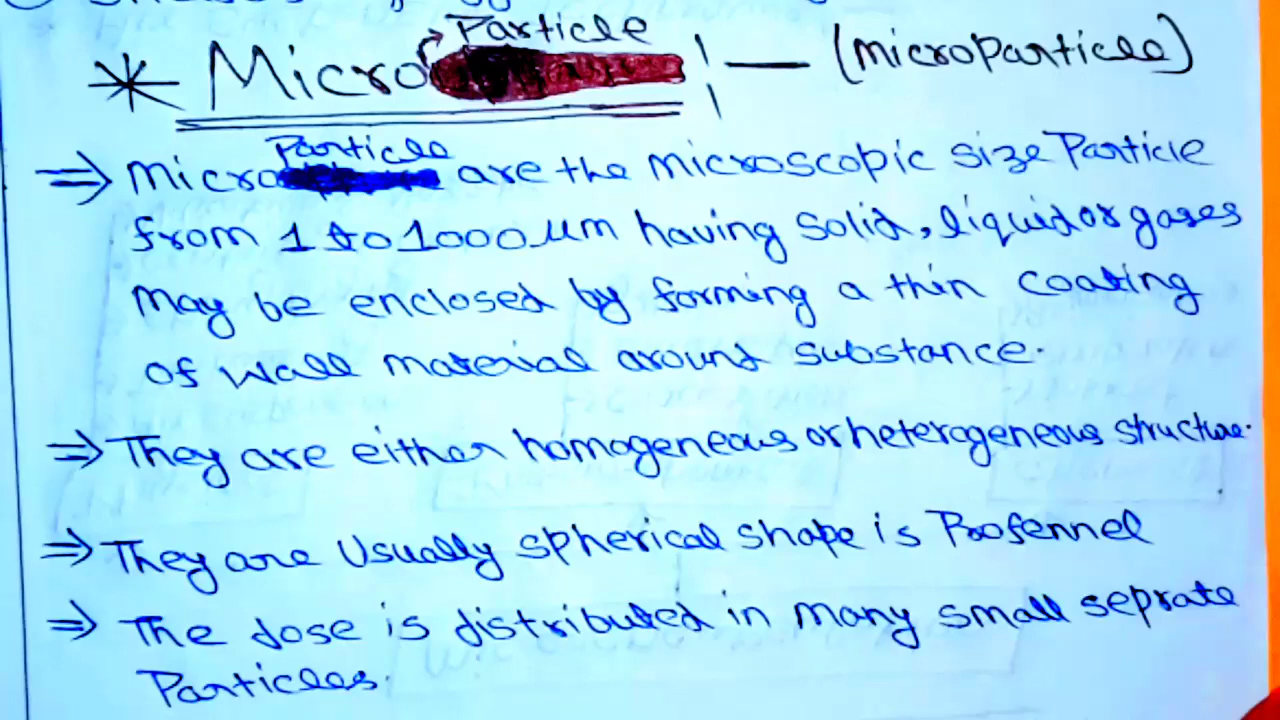 Particle
* Micro :— (microparticle)
Particle
⇒ Micro are the microscopic size Particle
from 1 to 1000 μm having solid, liquid or gases
may be enclosed by forming a thin coating
of wall material around substance.
⇒ They are either homogeneous or heterogeneous structure.
⇒ They are Usually spherical shape is Profennel
⇒ The dose is distributed in many small seprate
Particles.